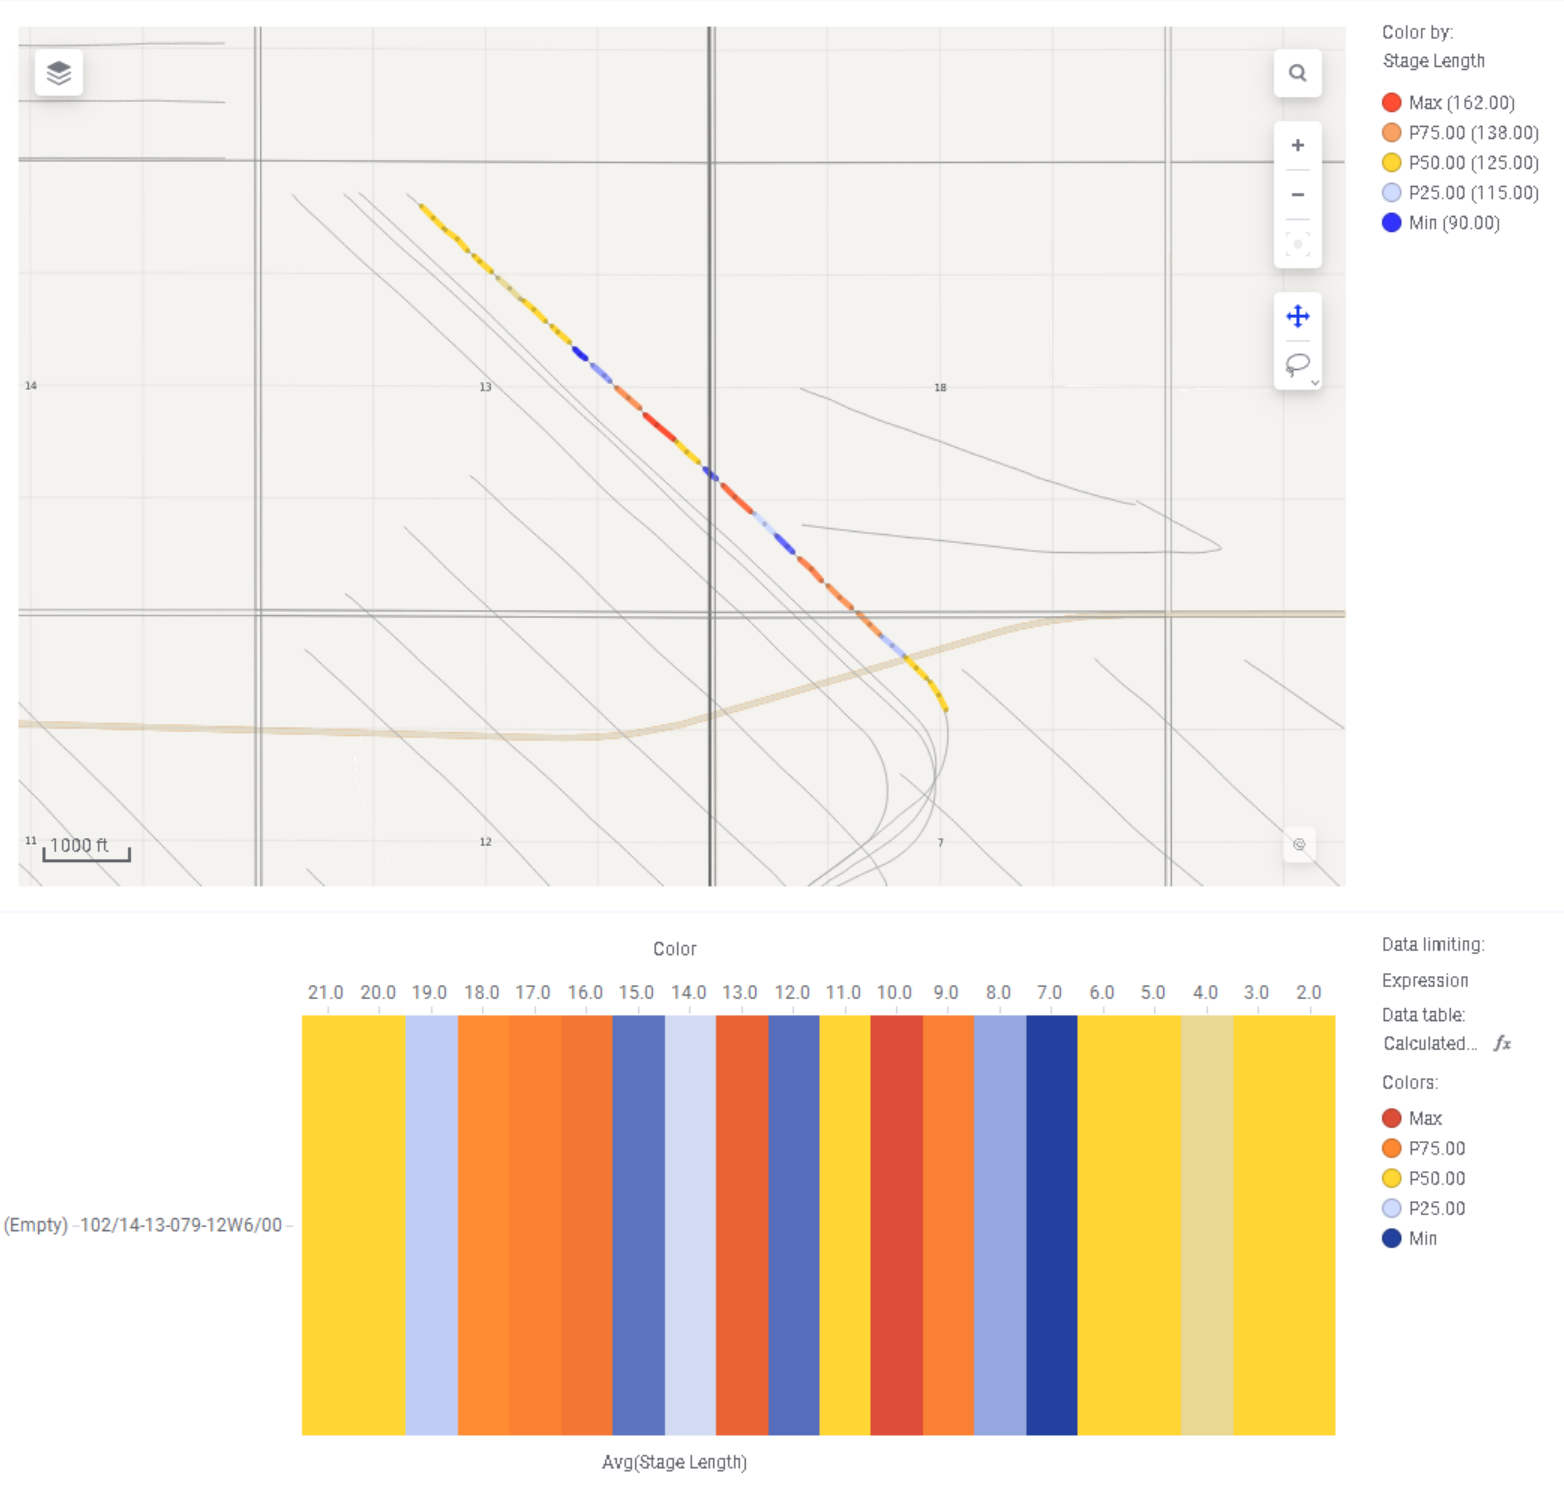 Color by:
Stage Length
Max (162.00)
P75.00 (138.00)
P50.00 (125.00)
P25.00 (115.00)
Min (90.00)
14
13
18
11
12
7
1000 ft
Color
21.0 20.0 19.0 18.0 17.0 16.0 15.0 14.0 13.0 12.0 11.0 10.0 9.0 8.0 7.0 6.0 5.0 4.0 3.0 2.0
(Empty) 102/14-13-079-12W6/00
Avg(Stage Length)
Data limiting:
Expression
Data table:
Calculated... fx
Colors:
Max
P75.00
P50.00
P25.00
Min